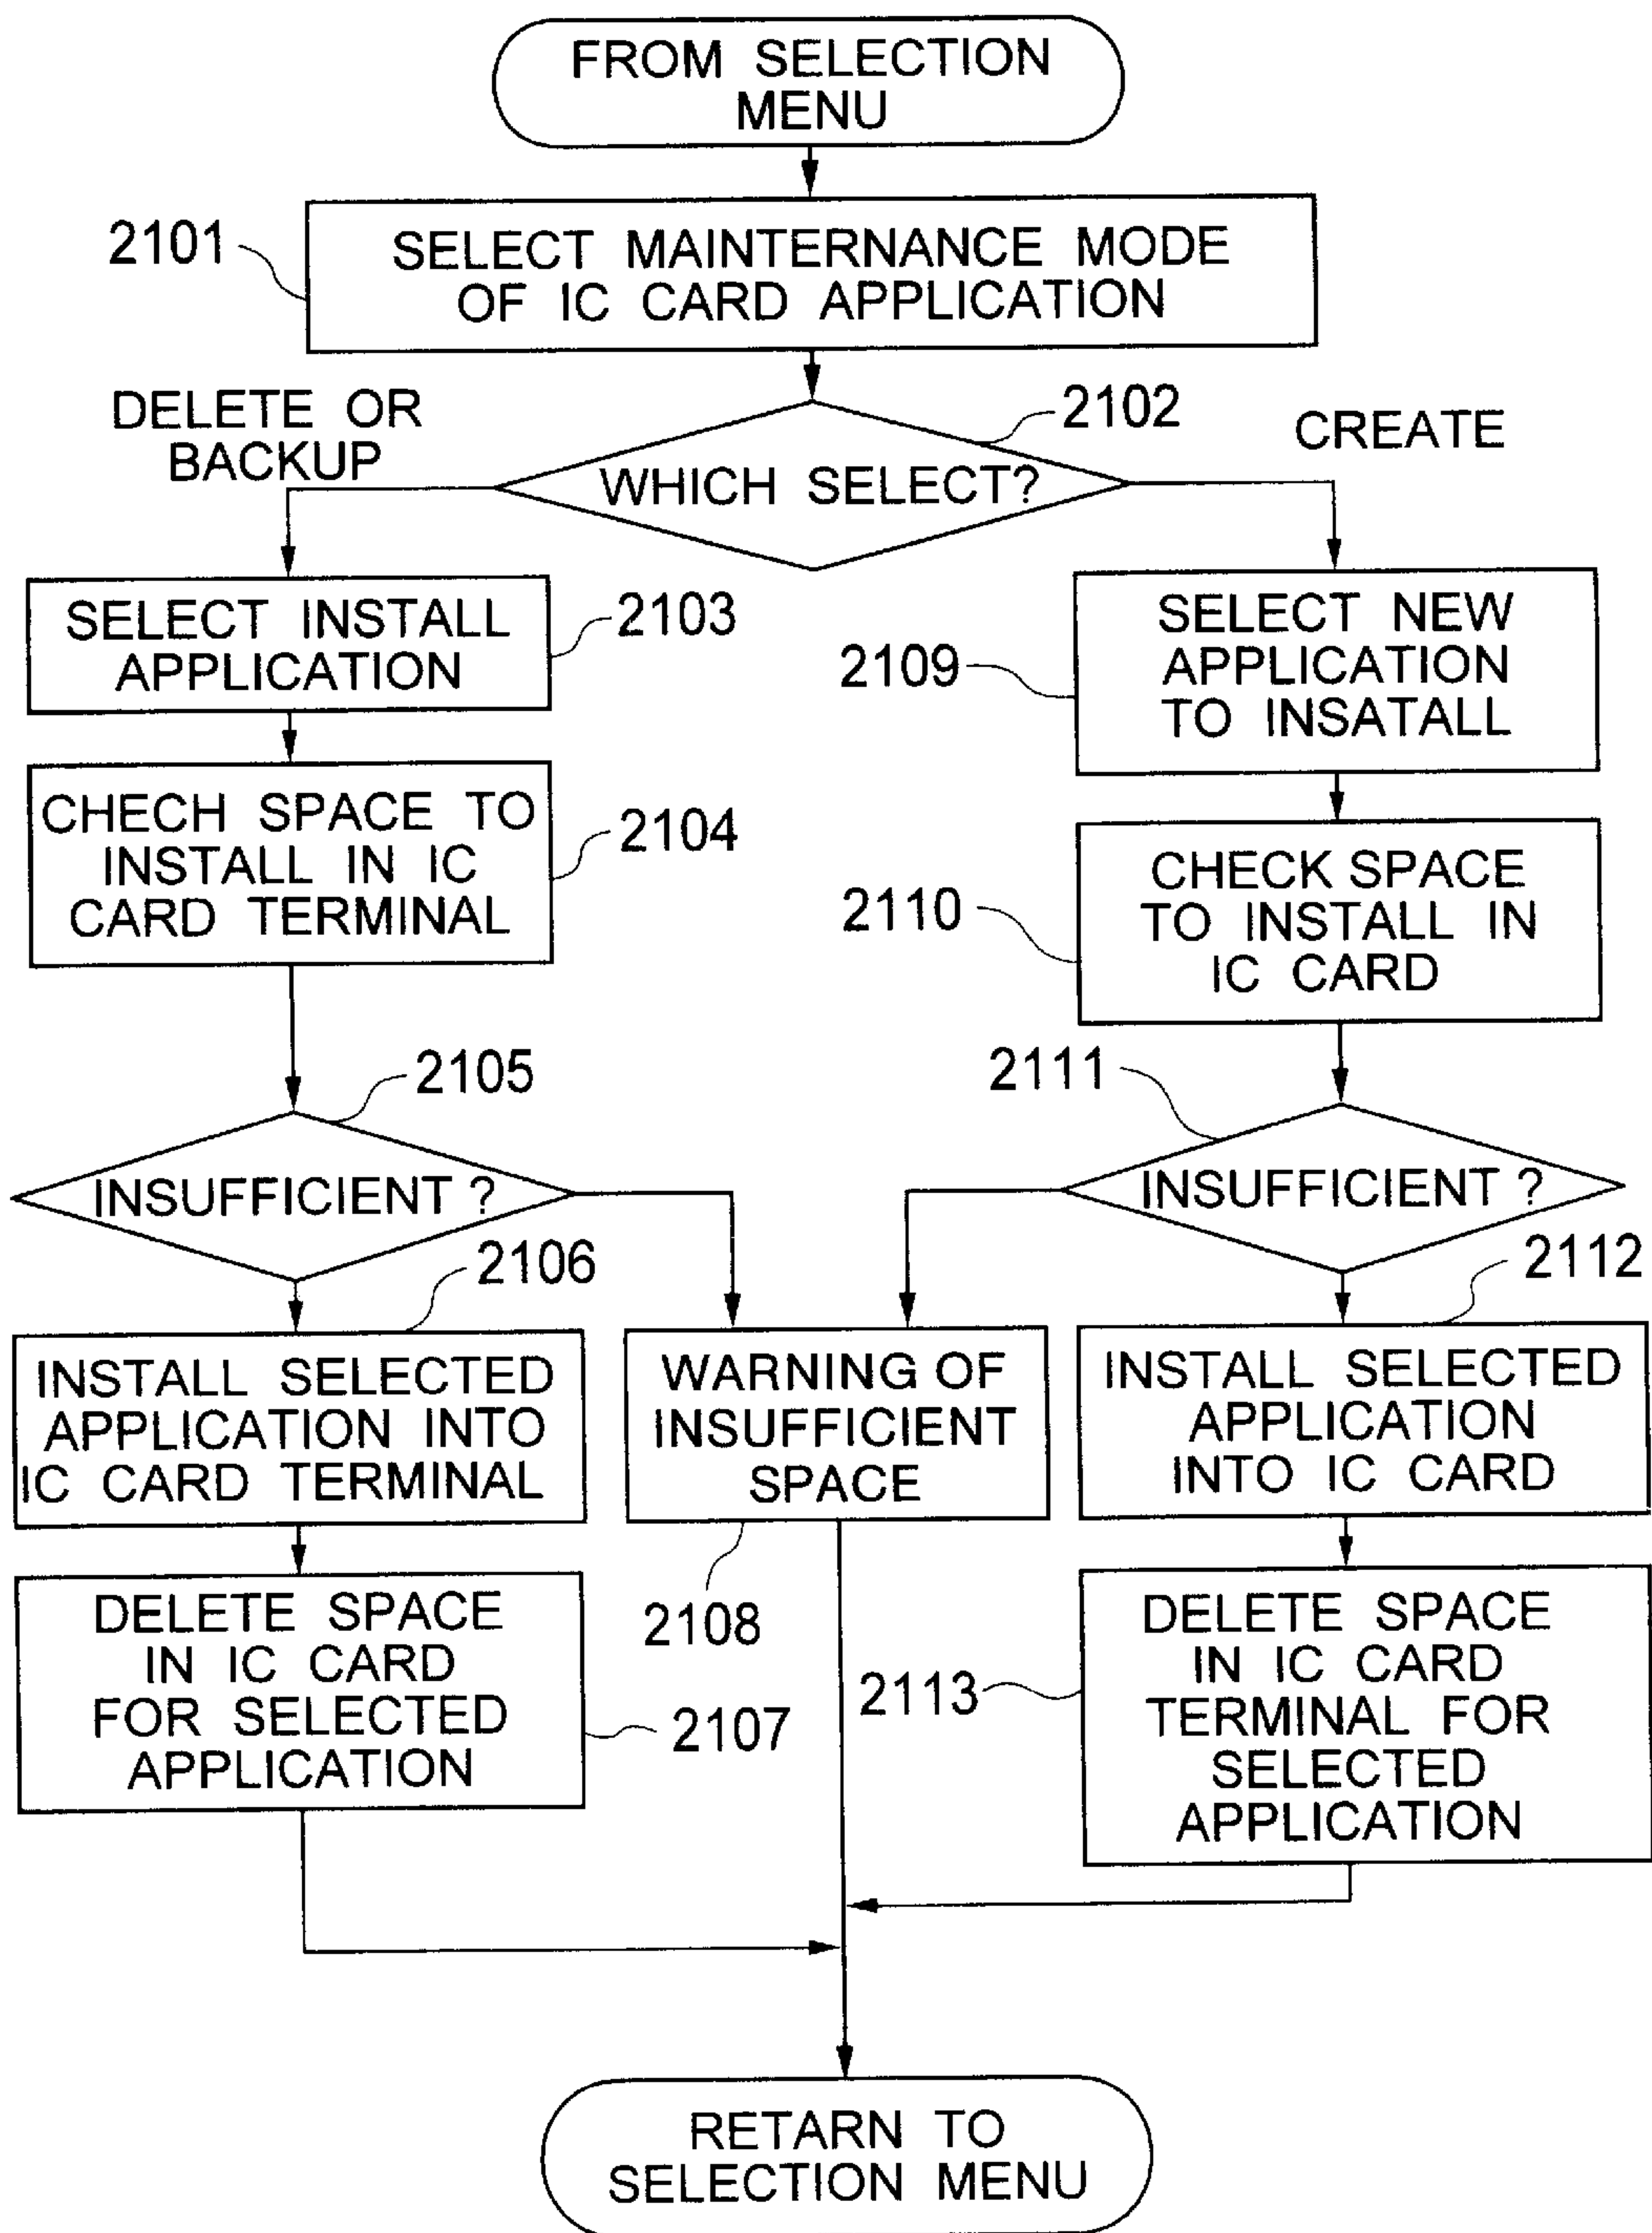 FROM SELECTION
MENU
2101
SELECT MAINTERNANCE MODE
OF IC CARD APPLICATION
DELETE OR
BACKUP
2102
CREATE
WHICH SELECT?
SELECT INSTALL
APPLICATION
2103
2109
SELECT NEW
APPLICATION
TO INSATALL
CHECH SPACE TO
INSTALL IN IC
CARD TERMINAL
2104
2110
CHECK SPACE
TO INSTALL IN
IC CARD
2105
INSUFFICIENT ?
2111
INSUFFICIENT ?
2106
INSTALL SELECTED
APPLICATION INTO
IC CARD TERMINAL
WARNING OF
INSUFFICIENT
SPACE
2108
2112
INSTALL SELECTED
APPLICATION
INTO IC CARD
DELETE SPACE
IN IC CARD
FOR SELECTED
APPLICATION
2107
2113
DELETE SPACE
IN IC CARD
TERMINAL FOR
SELECTED
APPLICATION
RETARN TO
SELECTION MENU